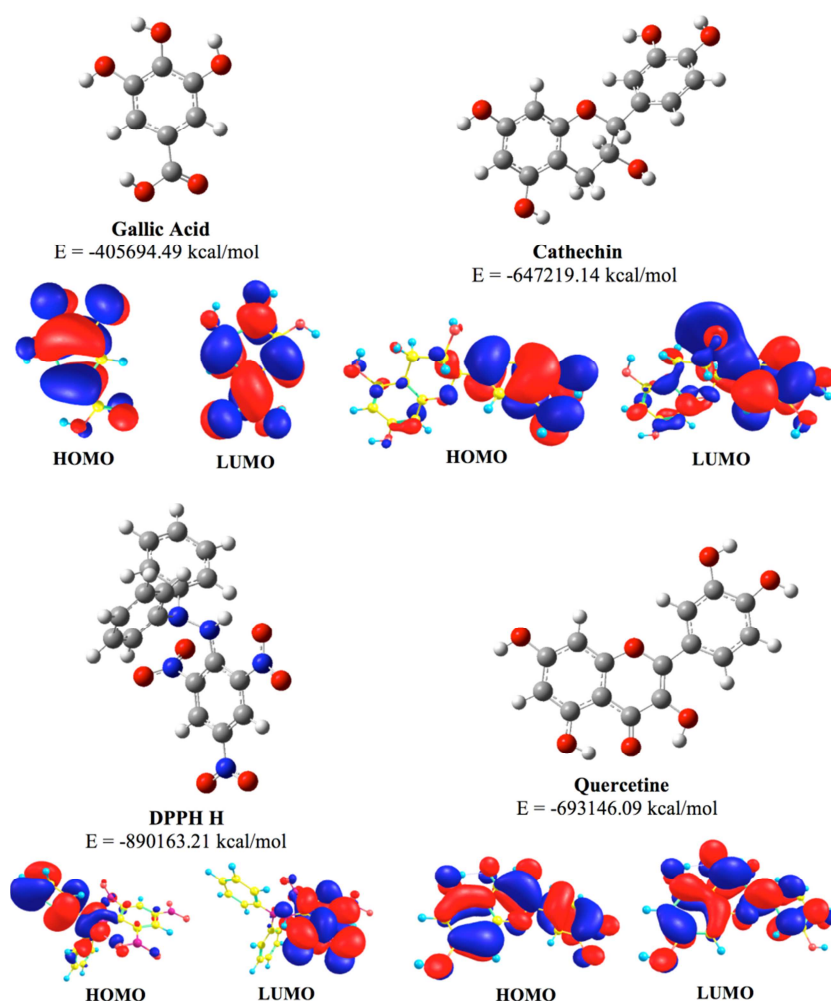 Gallic Acid
E = -405694.49 kcal/mol
Cathechin
E = -647219.14 kcal/mol
HOMO
LUMO
HOMO
LUMO
DPPH H
E = -890163.21 kcal/mol
Quercetine
E = -693146.09 kcal/mol
HOMO
LUMO
HOMO
LUMO